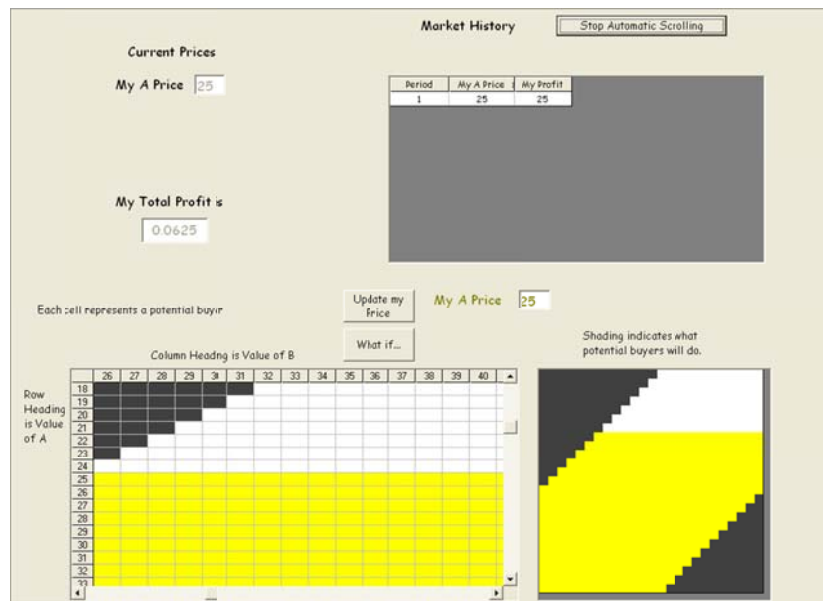 Market History
Stop Automatic Scrolling
Current Prices
My A Price 25
Period My A Price My Profit
1 25 25
My Total Profit is
0.0625
Each cell represents a potential buyer
Update my Price
What if...
My A Price 25
Shading indicates what
potential buyers will do.
Column Headng is Value of B
26 27 28 29 30 31 32 33 34 35 36 37 38 39 40
Row
Heading
is Value
of A
18
19
20
21
22
23
24
25
26
27
28
29
30
31
32
33